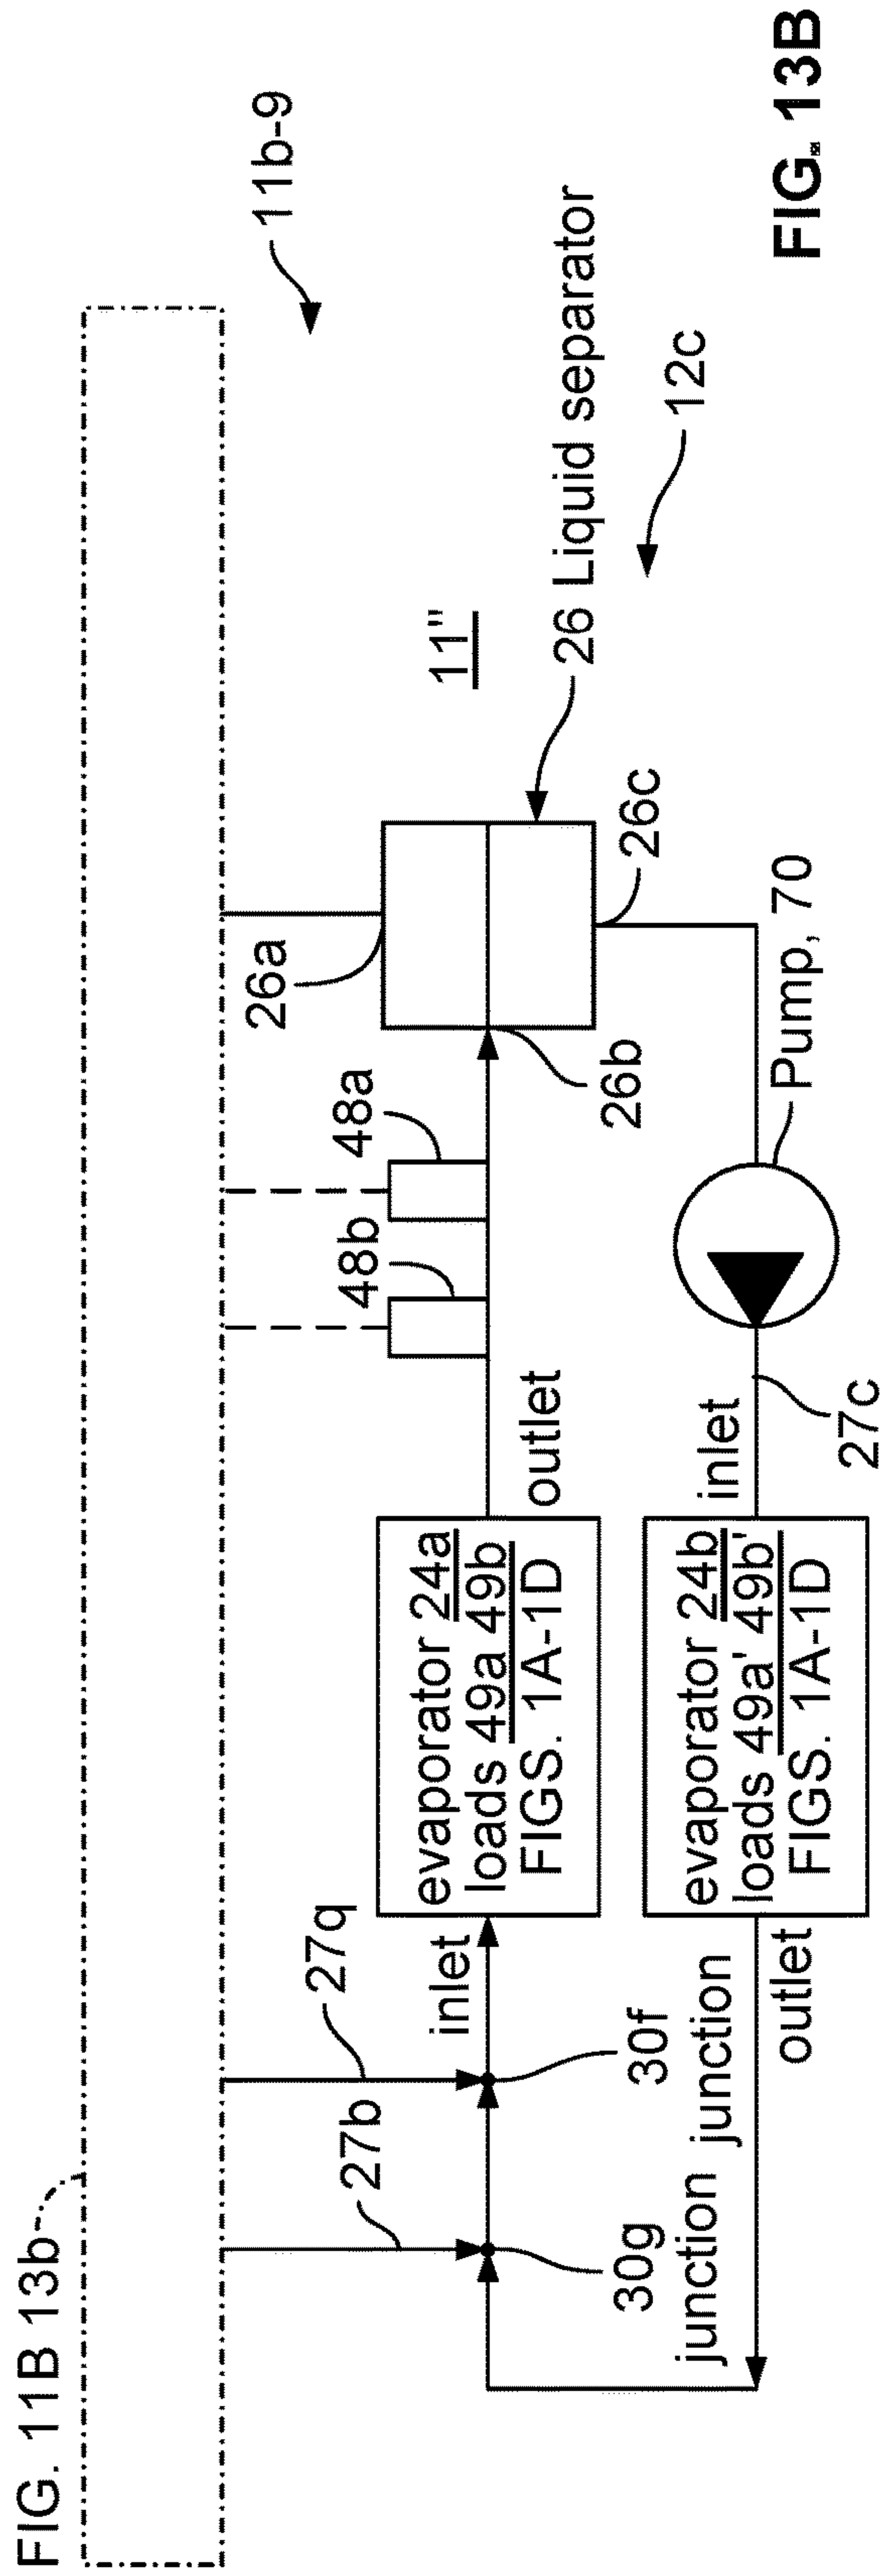 FIG. 11B 13b
27b
27q
48b
48a
26a
11b-9
30g
junction
30f
junction
inlet
evaporator 24a
loads 49a 49b
FIGS. 1A-1D
outlet
26b
26c
11"
26 Liquid separator
12c
outlet
evaporator 24b
loads 49a' 49b'
FIGS. 1A-1D
inlet
27c
Pump, 70
FIG. 13B